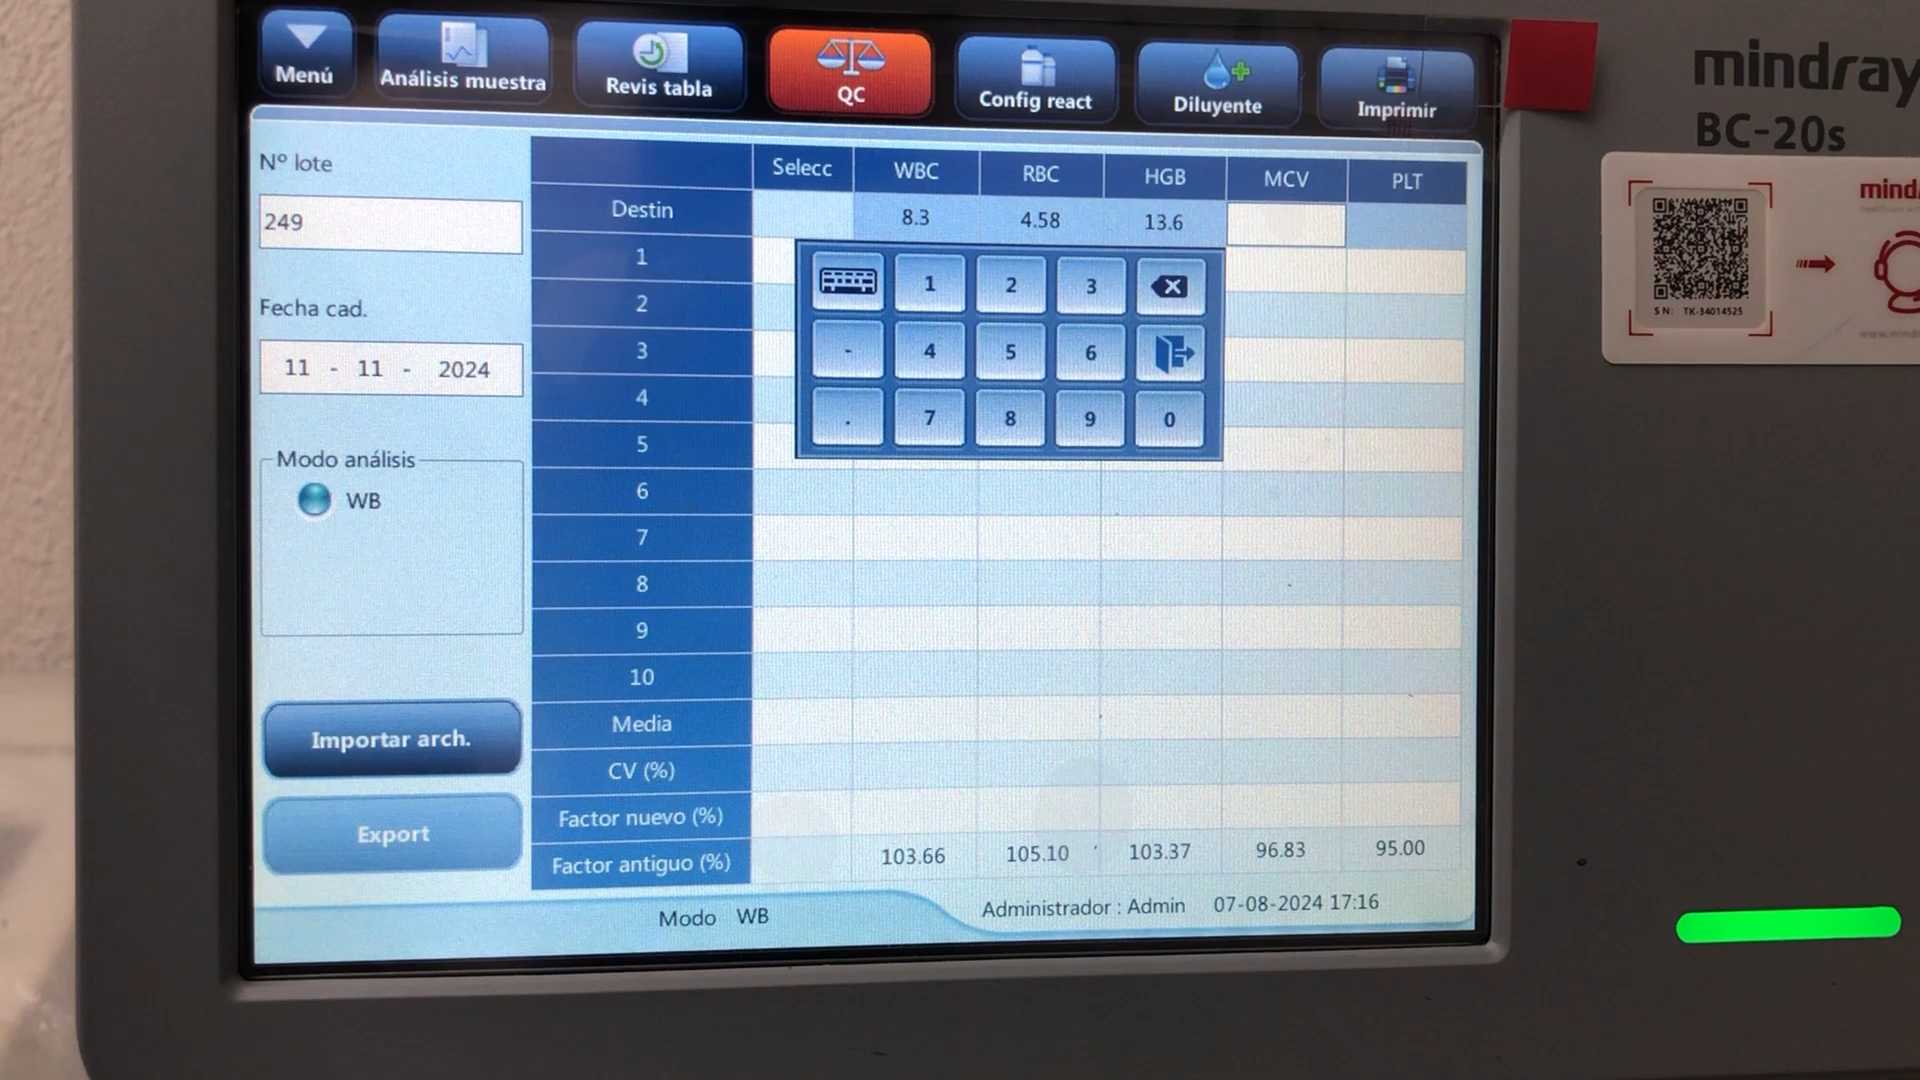 Menú
Análisis muestra
Revis tabla
QC
Config react
Diluyente
Imprimir
mindray
BC-20s
SN: TK-34014525
Nº lote
249
Fecha cad.
11 - 11 - 2024
Modo análisis
WB
Importar arch.
Export
Selecc WBC RBC HGB MCV PLT
Destin 8.3 4.58 13.6
1
2
3
4
5
6
7
8
9
10
Media
CV (%)
Factor nuevo (%)
Factor antiguo (%) 103.66 105.10 103.37 96.83 95.00
1 2 3
- 4 5 6
. 7 8 9 0
Modo WB
Administrador : Admin 07-08-2024 17:16